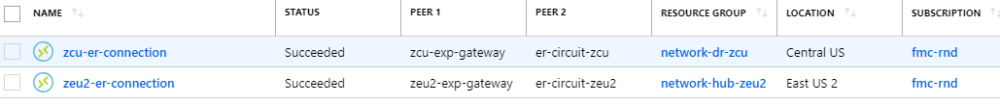 NAME STATUS PEER 1 PEER 2 RESOURCE GROUP LOCATION SUBSCRIPTION
zcu-er-connection Succeeded zcu-exp-gateway er-circuit-zcu network-dr-zcu Central US fmc-rnd
zeu2-er-connection Succeeded zeu2-exp-gateway er-circuit-zeu2 network-hub-zeu2 East US 2 fmc-rnd